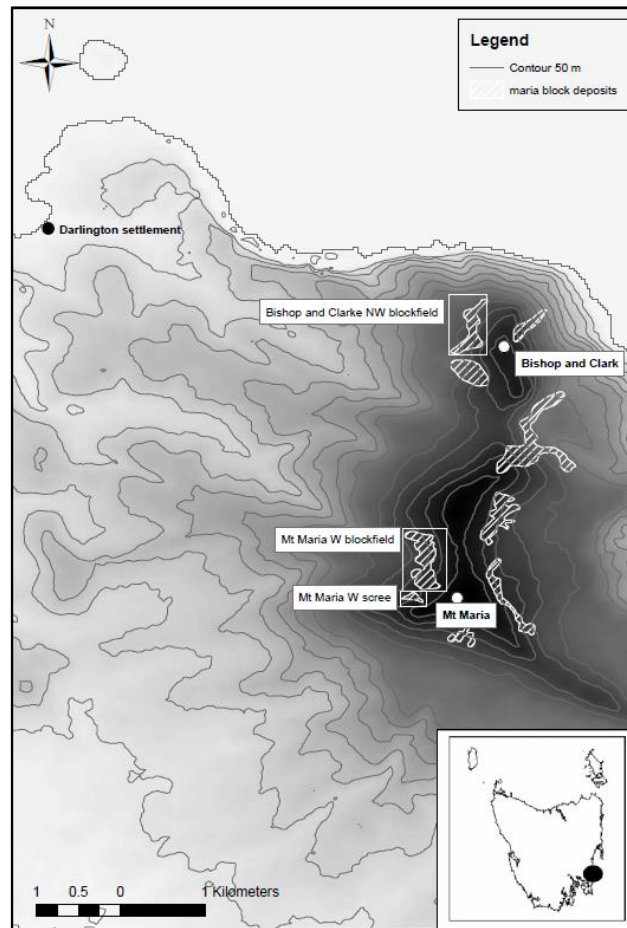 N
Legend
Contour 50 m
maria block deposits
Darlington settlement
Bishop and Clarke NW blockfield
Bishop and Clark
Mt Maria W blockfield
Mt Maria W scree
Mt Maria
1 0.5 0 1 Kilometers